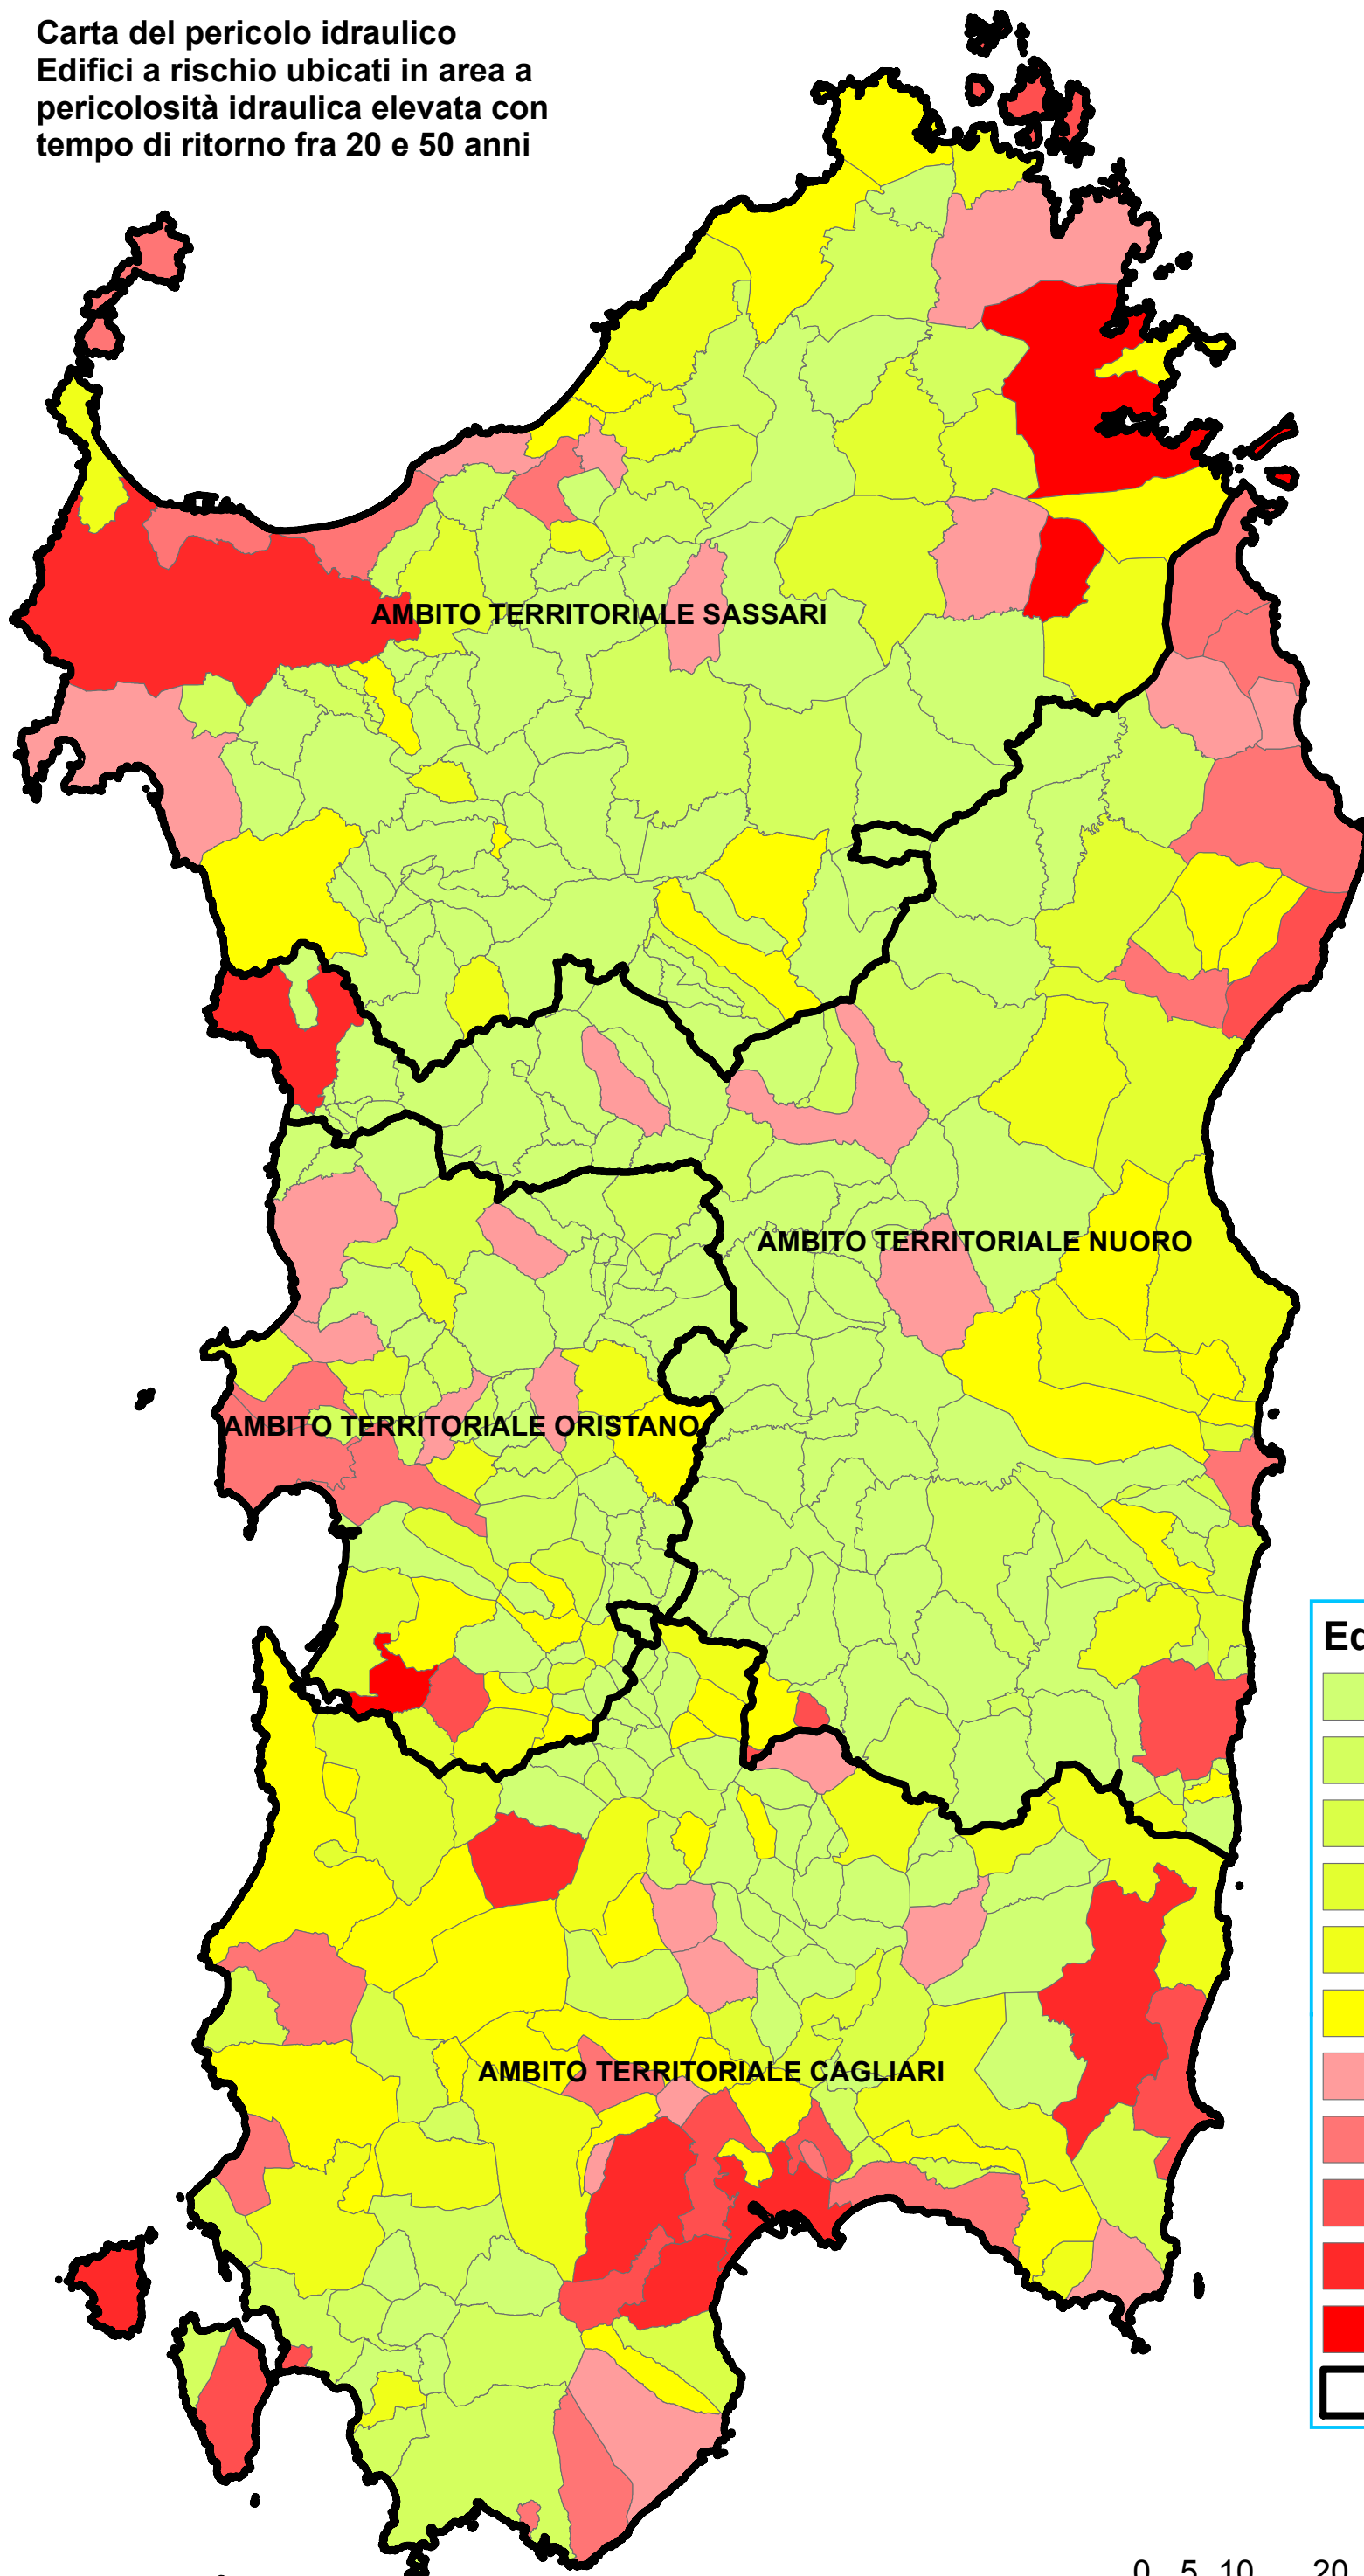 Carta del pericolo idraulico
Edifici a rischio ubicati in area a
pericolosità idraulica elevata con
tempo di ritorno fra 20 e 50 anni
AMBITO TERRITORIALE SASSARI
AMBITO TERRITORIALE NUORO
AMBITO TERRITORIALE ORISTANO
AMBITO TERRITORIALE CAGLIARI
Ed
0 5 10 20